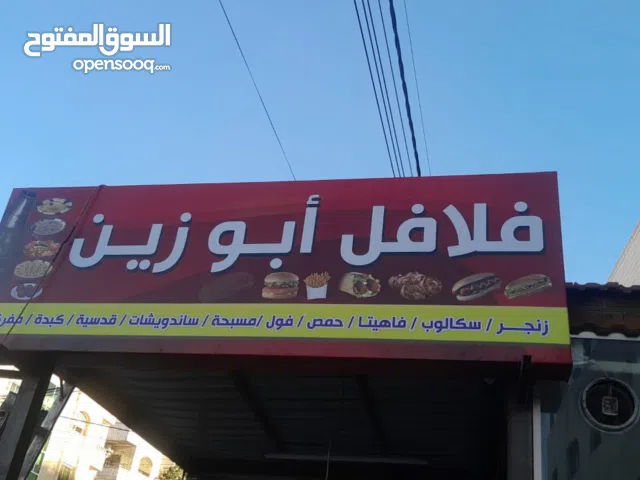 السوق المفتوح
opensooq.com
فلافل أبو زين
زنجر / سكالوب / فاهيتا / حمص / فول / مسبحة / ساندويشات / قدسية / كبدة /